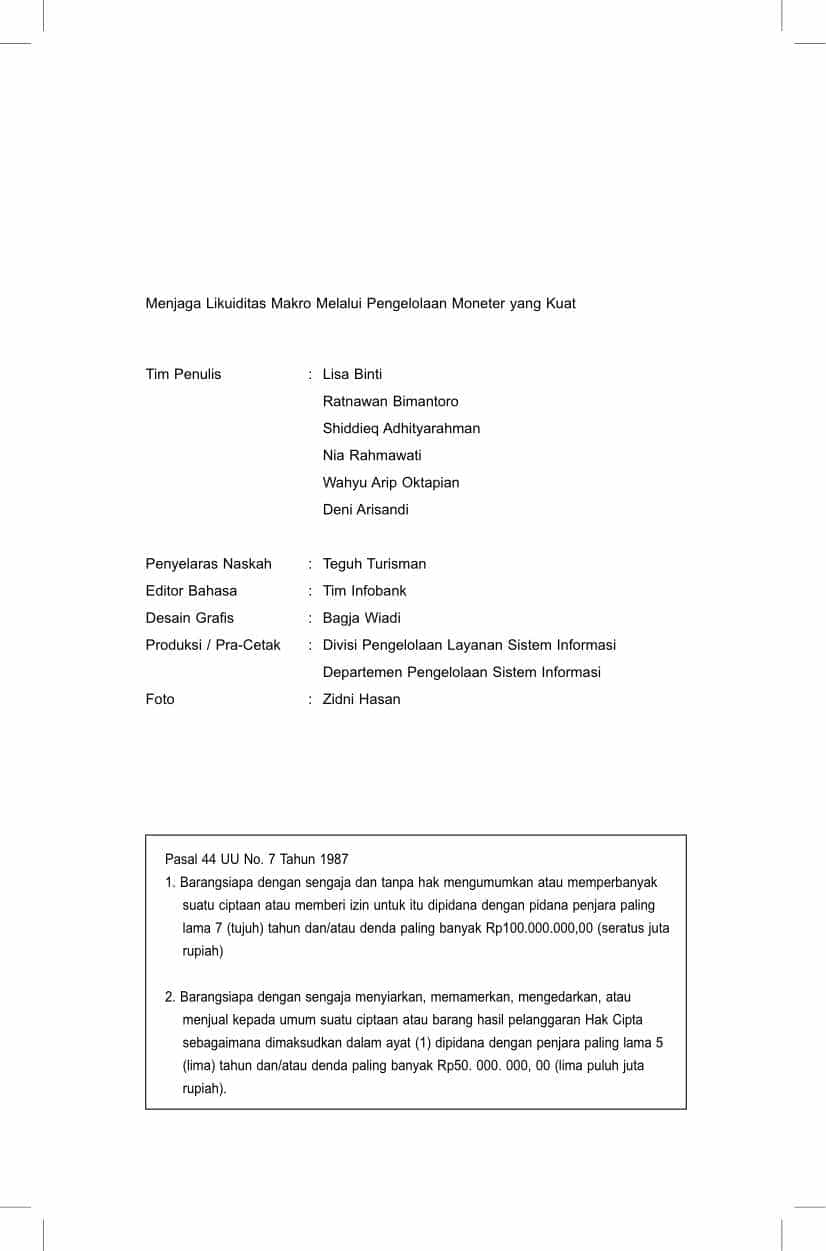 Menjaga Likuiditas Makro Melalui Pengelolaan Moneter yang Kuat
Tim Penulis : Lisa Binti
Ratnawan Bimantoro
Shiddieq Adhityarahman
Nia Rahmawati
Wahyu Arip Oktapian
Deni Arisandi
Penyelaras Naskah : Teguh Turisman
Editor Bahasa : Tim Infobank
Desain Grafis : Bagja Wiadi
Produksi / Pra-Cetak : Divisi Pengelolaan Layanan Sistem Informasi
Departemen Pengelolaan Sistem Informasi
Foto : Zidni Hasan
Pasal 44 UU No. 7 Tahun 1987
1. Barangsiapa dengan sengaja dan tanpa hak mengumumkan atau memperbanyak
suatu ciptaan atau memberi izin untuk itu dipidana dengan pidana penjara paling
lama 7 (tujuh) tahun dan/atau denda paling banyak Rp100.000.000,00 (seratus juta
rupiah)
2. Barangsiapa dengan sengaja menyiarkan, memamerkan, mengedarkan, atau
menjual kepada umum suatu ciptaan atau barang hasil pelanggaran Hak Cipta
sebagaimana dimaksudkan dalam ayat (1) dipidana dengan penjara paling lama 5
(lima) tahun dan/atau denda paling banyak Rp50. 000. 000, 00 (lima puluh juta
rupiah).